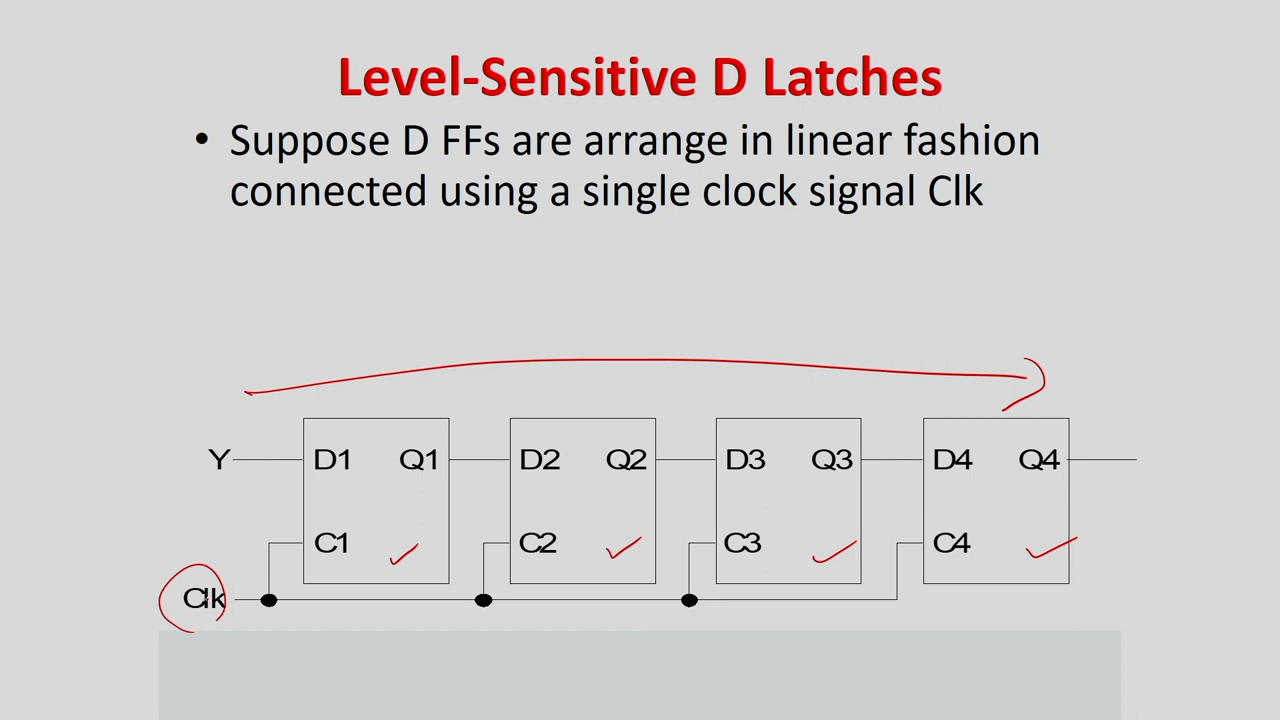 Level-Sensitive D Latches
• Suppose D FFs are arrange in linear fashion
connected using a single clock signal Clk
Y D1 Q1 D2 Q2 D3 Q3 D4 Q4
C1 C2 C3 C4
Clk